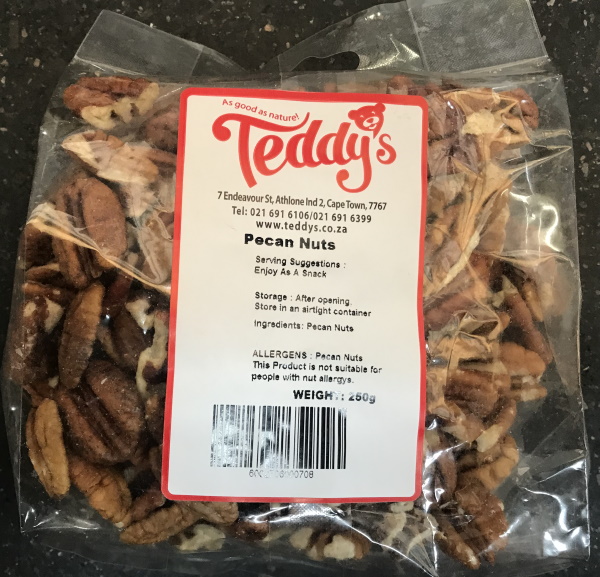 As good as nature!
Teddy's
7 Endeavour St, Athlone Ind 2, Cape Town, 7767
Tel: 021 691 6106/021 691 6399
www.teddys.co.za
Pecan Nuts
Serving Suggestions :
Enjoy As A Snack
Storage : After opening.
Store in an airtight container
Ingredients: Pecan Nuts
ALLERGENS : Pecan Nuts
This Product is not suitable for
people with nut allergys.
WEIGHT: 250g